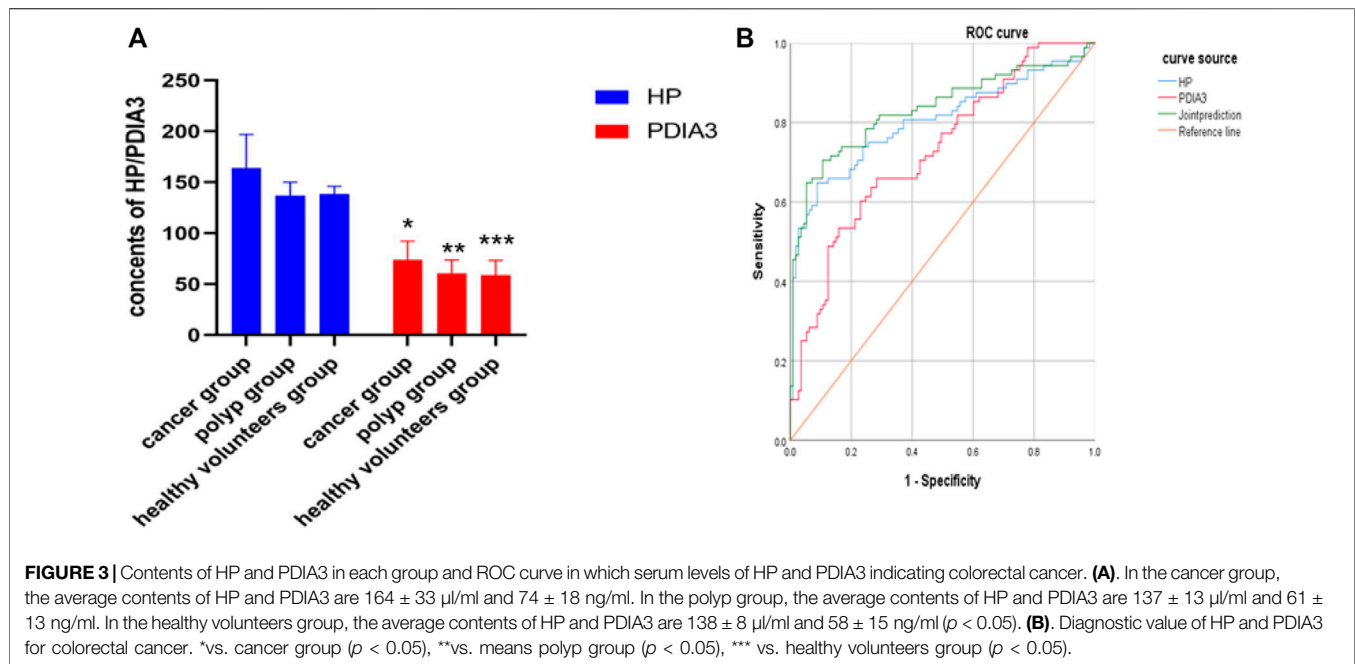 A
250
200
150
100
50
0
concents of HP/PDIA3
*
**
***
cancer group
polyp group
healthy volunteers group
cancer group
polyp group
healthy volunteers group
HP
PDIA3
B
ROC curve
1.0
0.8
0.6
0.4
0.2
0.0
Sensitivity
0.0 0.2 0.4 0.6 0.8 1.0
1 - Specificity
curve source
HP
PDIA3
Jointprediction
Reference line
FIGURE 3 | Contents of HP and PDIA3 in each group and ROC curve in which serum levels of HP and PDIA3 indicating colorectal cancer. (A). In the cancer group,
the average contents of HP and PDIA3 are 164 ± 33 µl/ml and 74 ± 18 ng/ml. In the polyp group, the average contents of HP and PDIA3 are 137 ± 13 µl/ml and 61 ±
13 ng/ml. In the healthy volunteers group, the average contents of HP and PDIA3 are 138 ± 8 µl/ml and 58 ± 15 ng/ml (p < 0.05). (B). Diagnostic value of HP and PDIA3
for colorectal cancer. *vs. cancer group (p < 0.05), **vs. means polyp group (p < 0.05), *** vs. healthy volunteers group (p < 0.05).